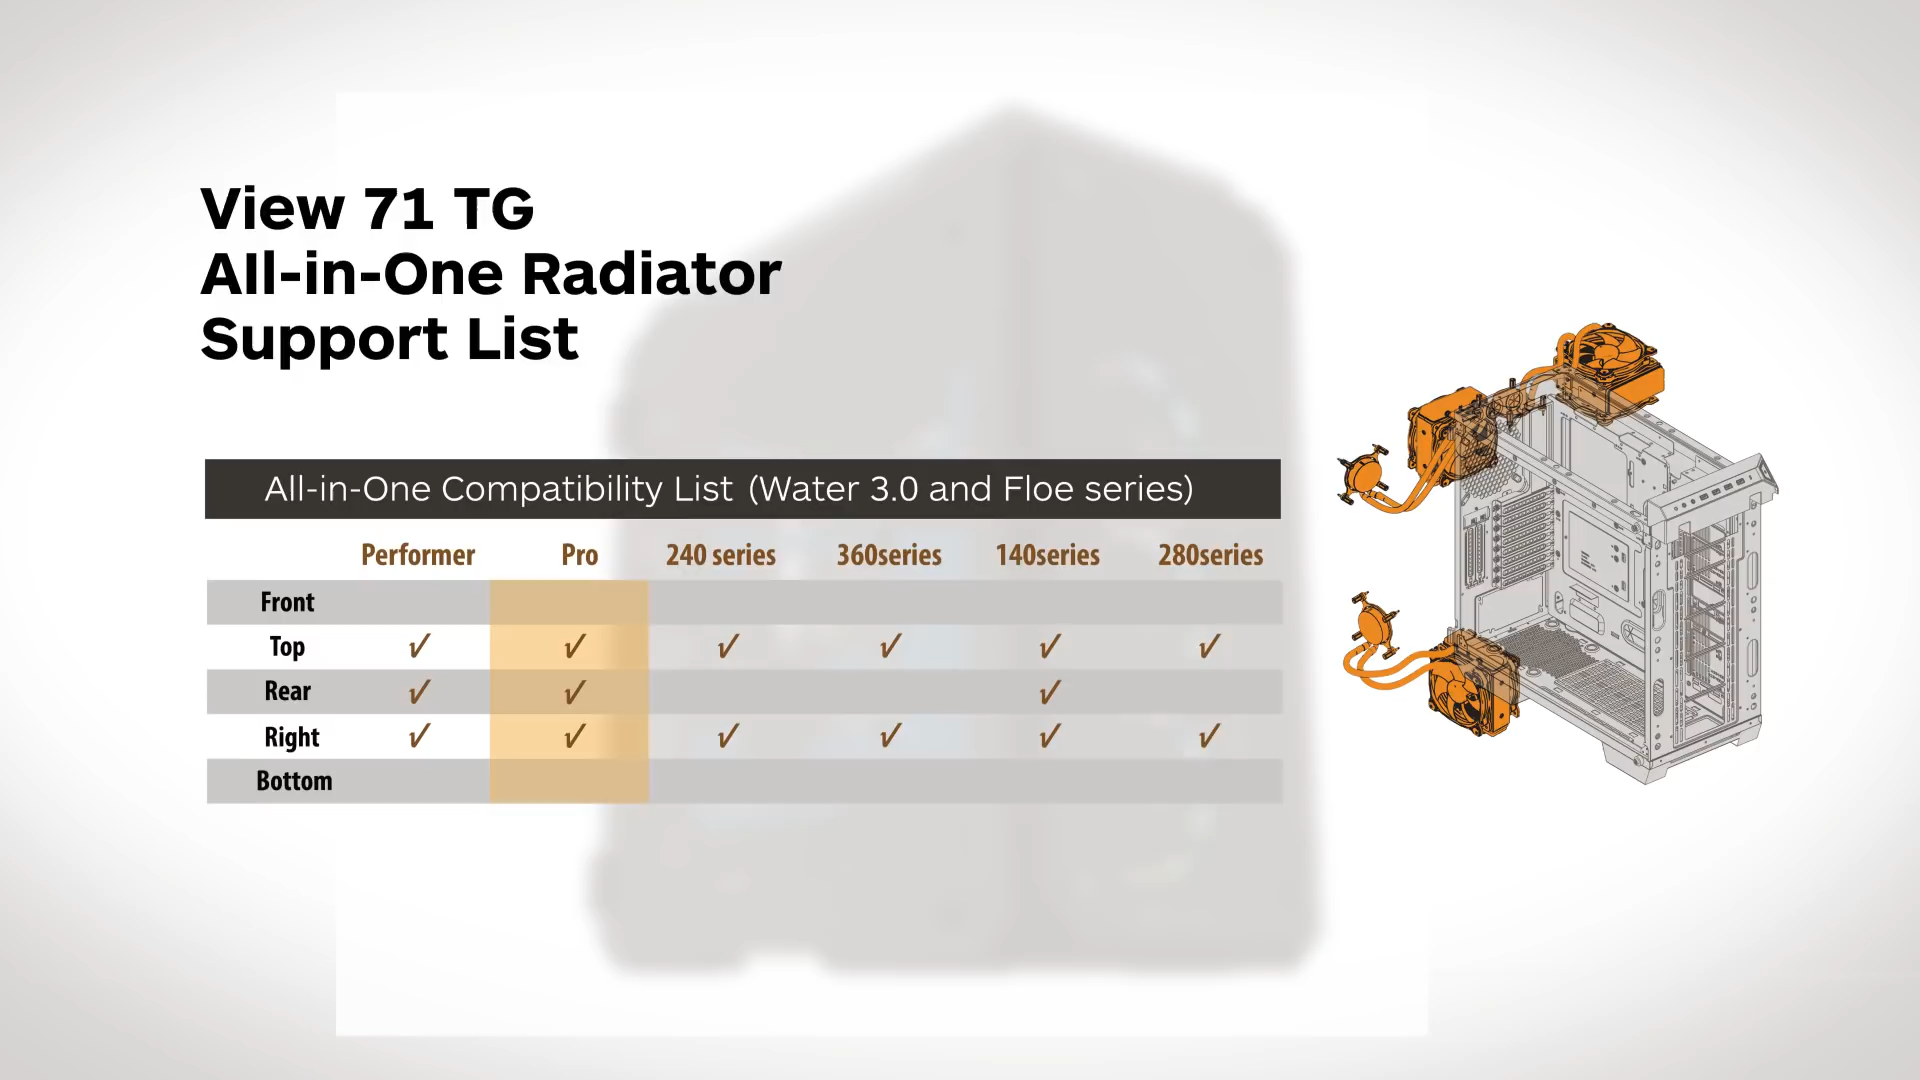 View 71 TG
All-in-One Radiator
Support List
All-in-One Compatibility List (Water 3.0 and Floe series)
Performer Pro 240 series 360series 140series 280series
Front
Top ✓ ✓ ✓ ✓ ✓ ✓
Rear ✓ ✓ ✓
Right ✓ ✓ ✓ ✓ ✓ ✓
Bottom